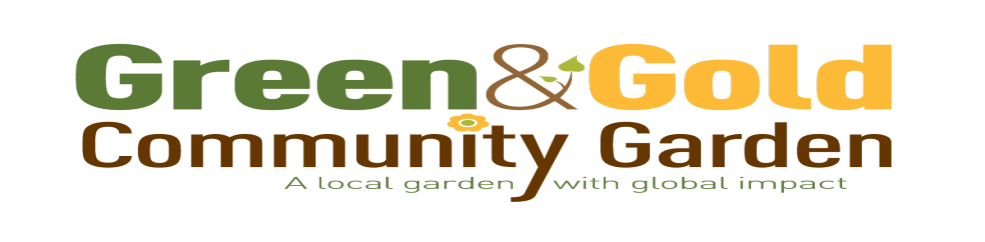 Green&Gold
Community Garden
A local garden with global impact